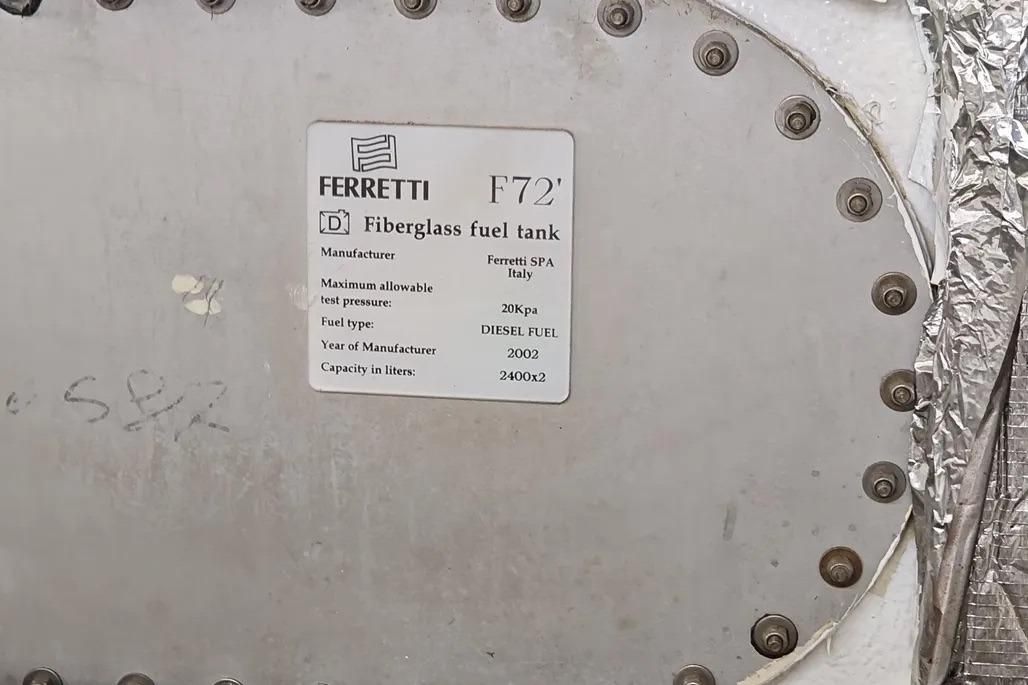 FERRETTI F72'
D Fiberglass fuel tank
Manufacturer Ferretti SPA
Italy
Maximum allowable
test pressure: 20Kpa
Fuel type: DIESEL FUEL
Year of Manufacturer 2002
Capacity in liters: 2400x2